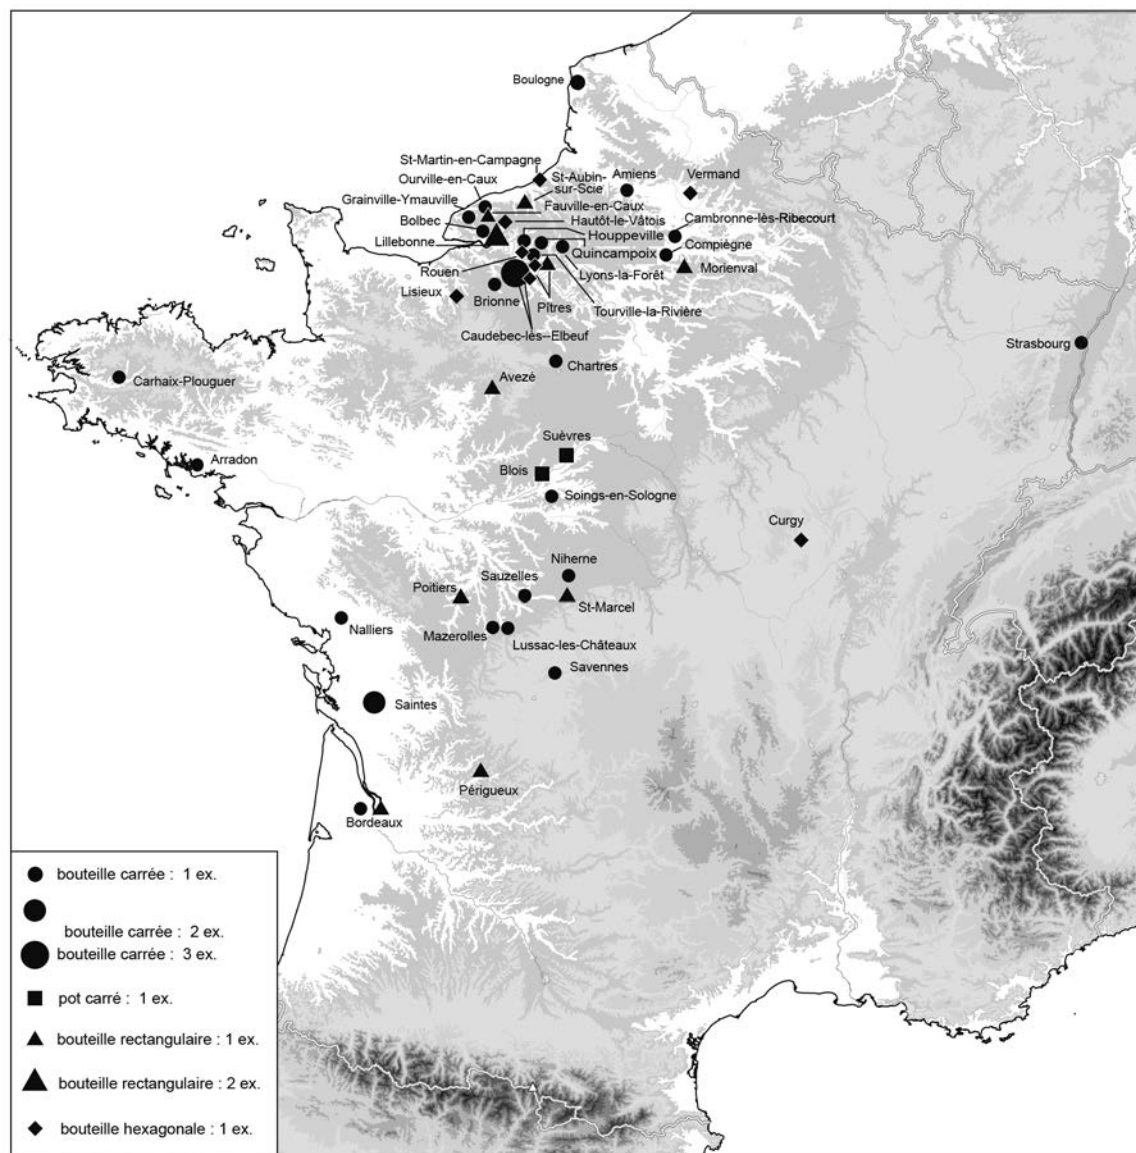 Boulogne
St-Martin-en-Campagne
Ourville-en-Caux
St-Aubin-
sur-Scie
Amiens
Vermand
Grainville-Ymauville
Fauville-en-Caux
Bolbec
Hautôt-le-Vâtois
Cambronne-lès-Ribecourt
Houppeville
Lillebonne
Compiègne
Quincampoix
Rouen
Morienval
Lyons-la-Forêt
Lisieux
Brionne
Pîtres
Tourville-la-Rivière
Caudebec-lès--Elbeuf
Strasbourg
Chartres
Carhaix-Plouguer
Avezé
Suèvres
Arradon
Blois
Soings-en-Sologne
Curgy
Niherne
Sauzelles
Poitiers
St-Marcel
Nalliers
Mazerolles
Lussac-les-Châteaux
Savennes
Saintes
Périgueux
Bordeaux
bouteille carrée : 1 ex.
bouteille carrée : 2 ex.
bouteille carrée : 3 ex.
pot carré : 1 ex.
bouteille rectangulaire : 1 ex.
bouteille rectangulaire : 2 ex.
bouteille hexagonale : 1 ex.